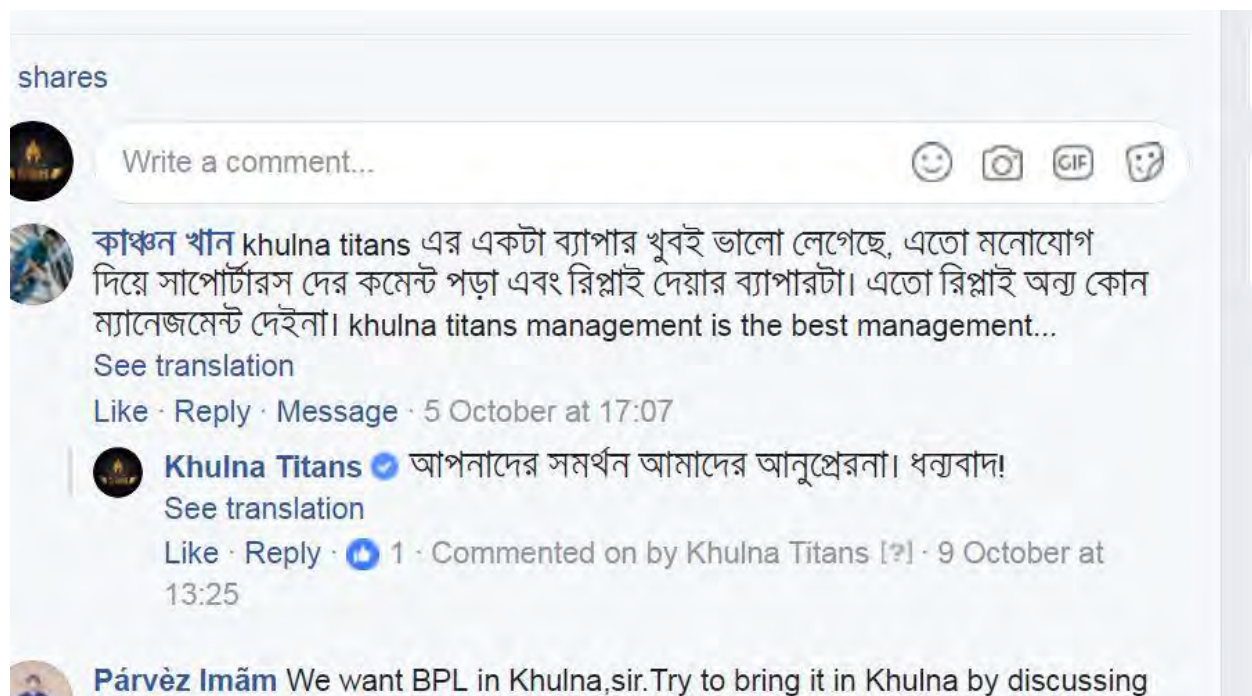 shares
Write a comment...
GIF
কাঞ্চন খান khulna titans এর একটা ব্যাপার খুবই ভালো লেগেছে, এতো মনোযোগ
দিয়ে সাপোর্টারস দের কমেন্ট পড়া এবং রিপ্লাই দেয়ার ব্যাপারটা। এতো রিপ্লাই অন্য কোন
ম্যানেজমেন্ট দেইনা। khulna titans management is the best management...
See translation
Like · Reply · Message · 5 October at 17:07
Khulna Titans আপনাদের সমর্থন আমাদের আনুপ্রেরনা। ধন্যবাদ!
See translation
Like · Reply · 1 · Commented on by Khulna Titans [?] · 9 October at
13:25
Párvèz Imãm We want BPL in Khulna,sir.Try to bring it in Khulna by discussing